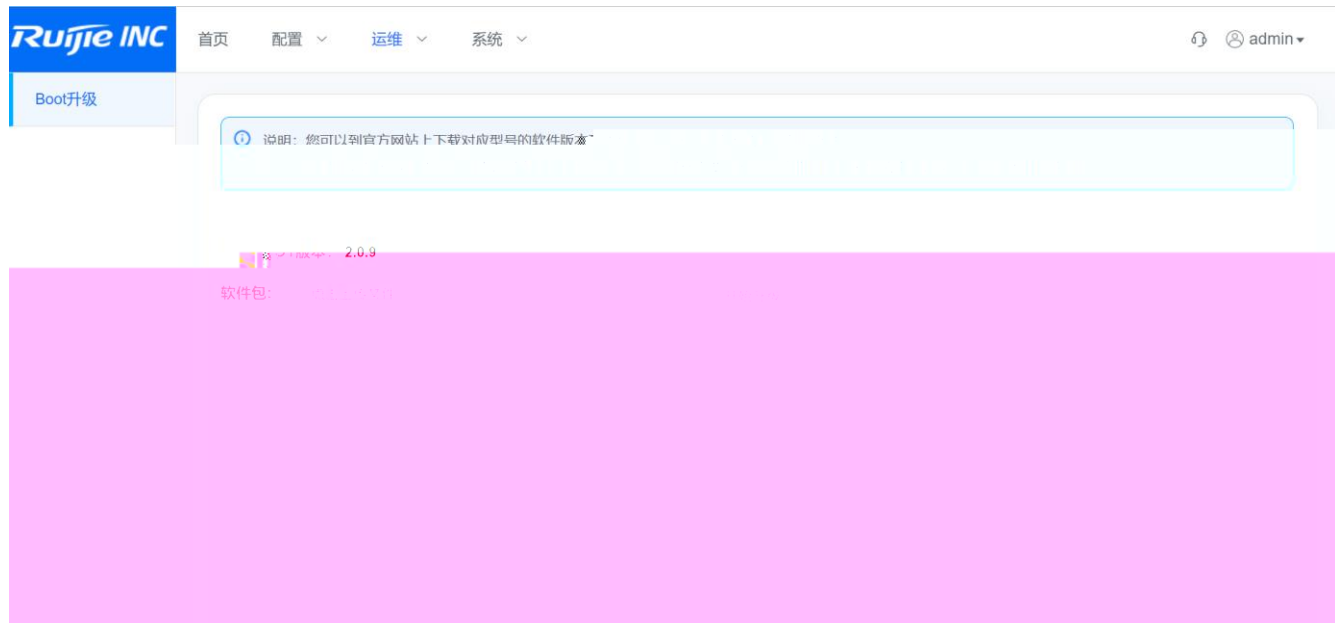 Ruijie INC 首页 配置 运维 系统 admin
Boot升级
说明：您可以到官方网站上下载对应型号的软件版本
版本： 2.0.9
软件包：